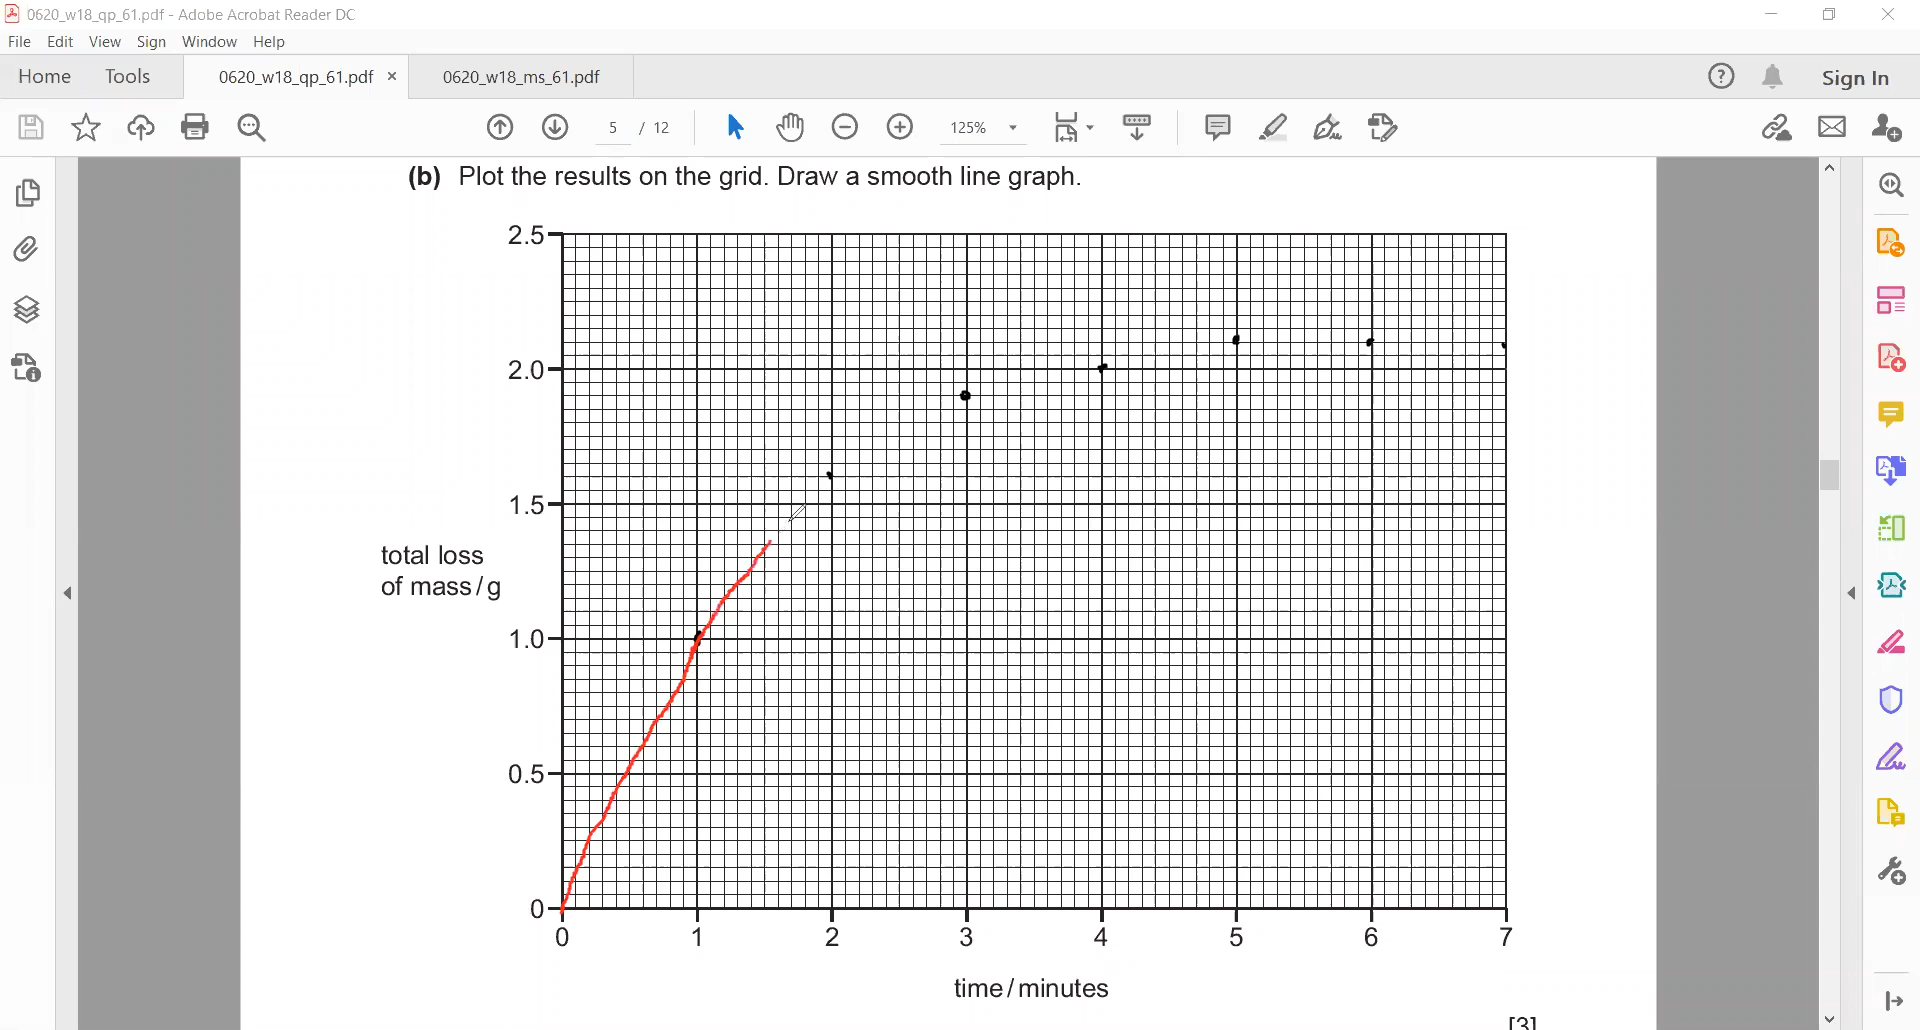 0620_w18_qp_61.pdf - Adobe Acrobat Reader DC
File Edit View Sign Window Help
Home Tools 0620_w18_qp_61.pdf × 0620_w18_ms_61.pdf Sign In
5 / 12 125%
(b) Plot the results on the grid. Draw a smooth line graph.
2.5
2.0
1.5
total loss
of mass / g
1.0
0.5
0
0 1 2 3 4 5 6 7
time / minutes
[3]